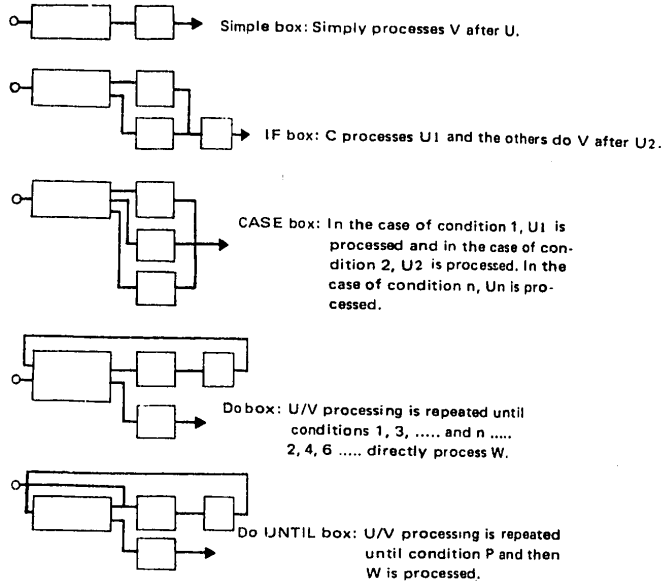 Simple box: Simply processes V after U.
IF box: C processes U1 and the others do V after U2.
CASE box: In the case of condition 1, U1 is
processed and in the case of con-
dition 2, U2 is processed. In the
case of condition n, Un is pro-
cessed.
Do box: U/V processing is repeated until
conditions 1, 3, ..... and n .....
2, 4, 6 ..... directly process W.
Do UNTIL box: U/V processing is repeated
until condition P and then
W is processed.